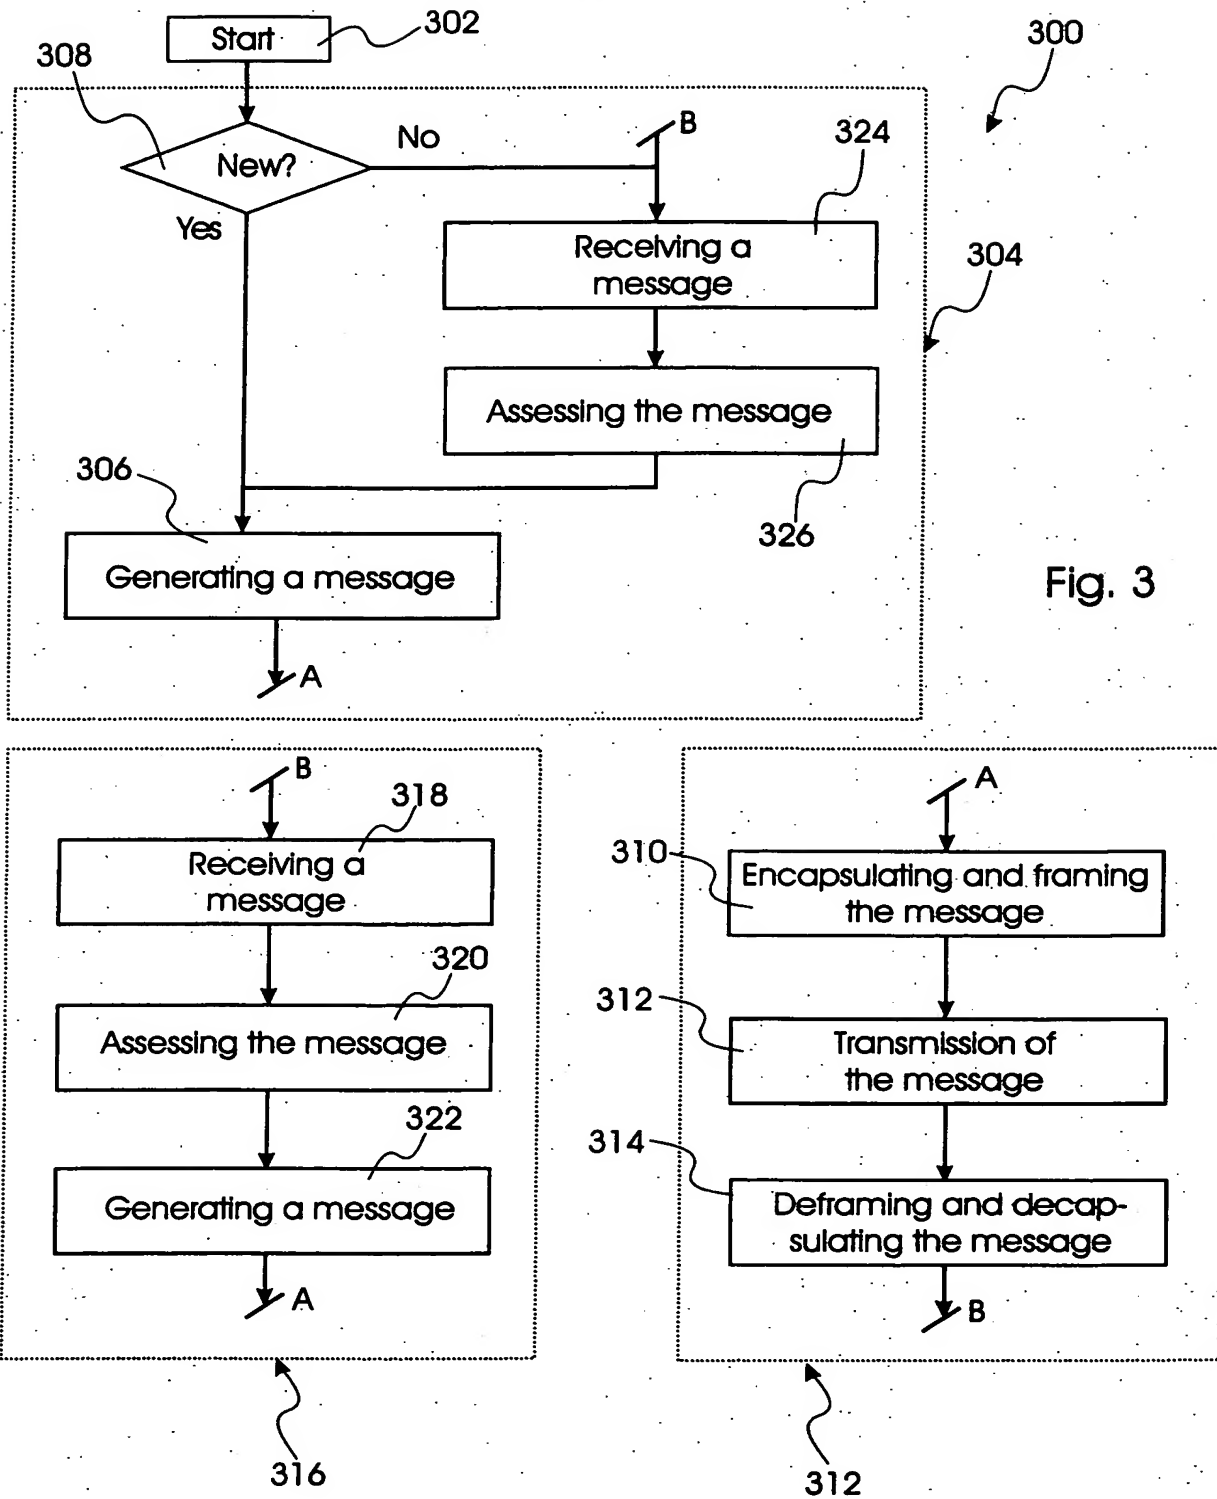 Start
302
300
308
B
No
324
New?
Yes
Receiving a
message
304
Assessing the message
306
326
Generating a message
Fig. 3
A
B
318
Receiving a
message
320
Assessing the message
322
Generating a message
A
316
A
310
Encapsulating and framing
the message
312
Transmission of
the message
314
Deframing and decap-
sulating the message
B
312